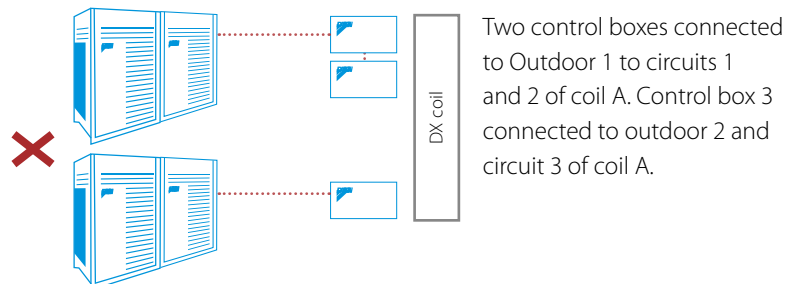 Two control boxes connected
to Outdoor 1 to circuits 1
and 2 of coil A. Control box 3
connected to outdoor 2 and
circuit 3 of coil A.
DX coil